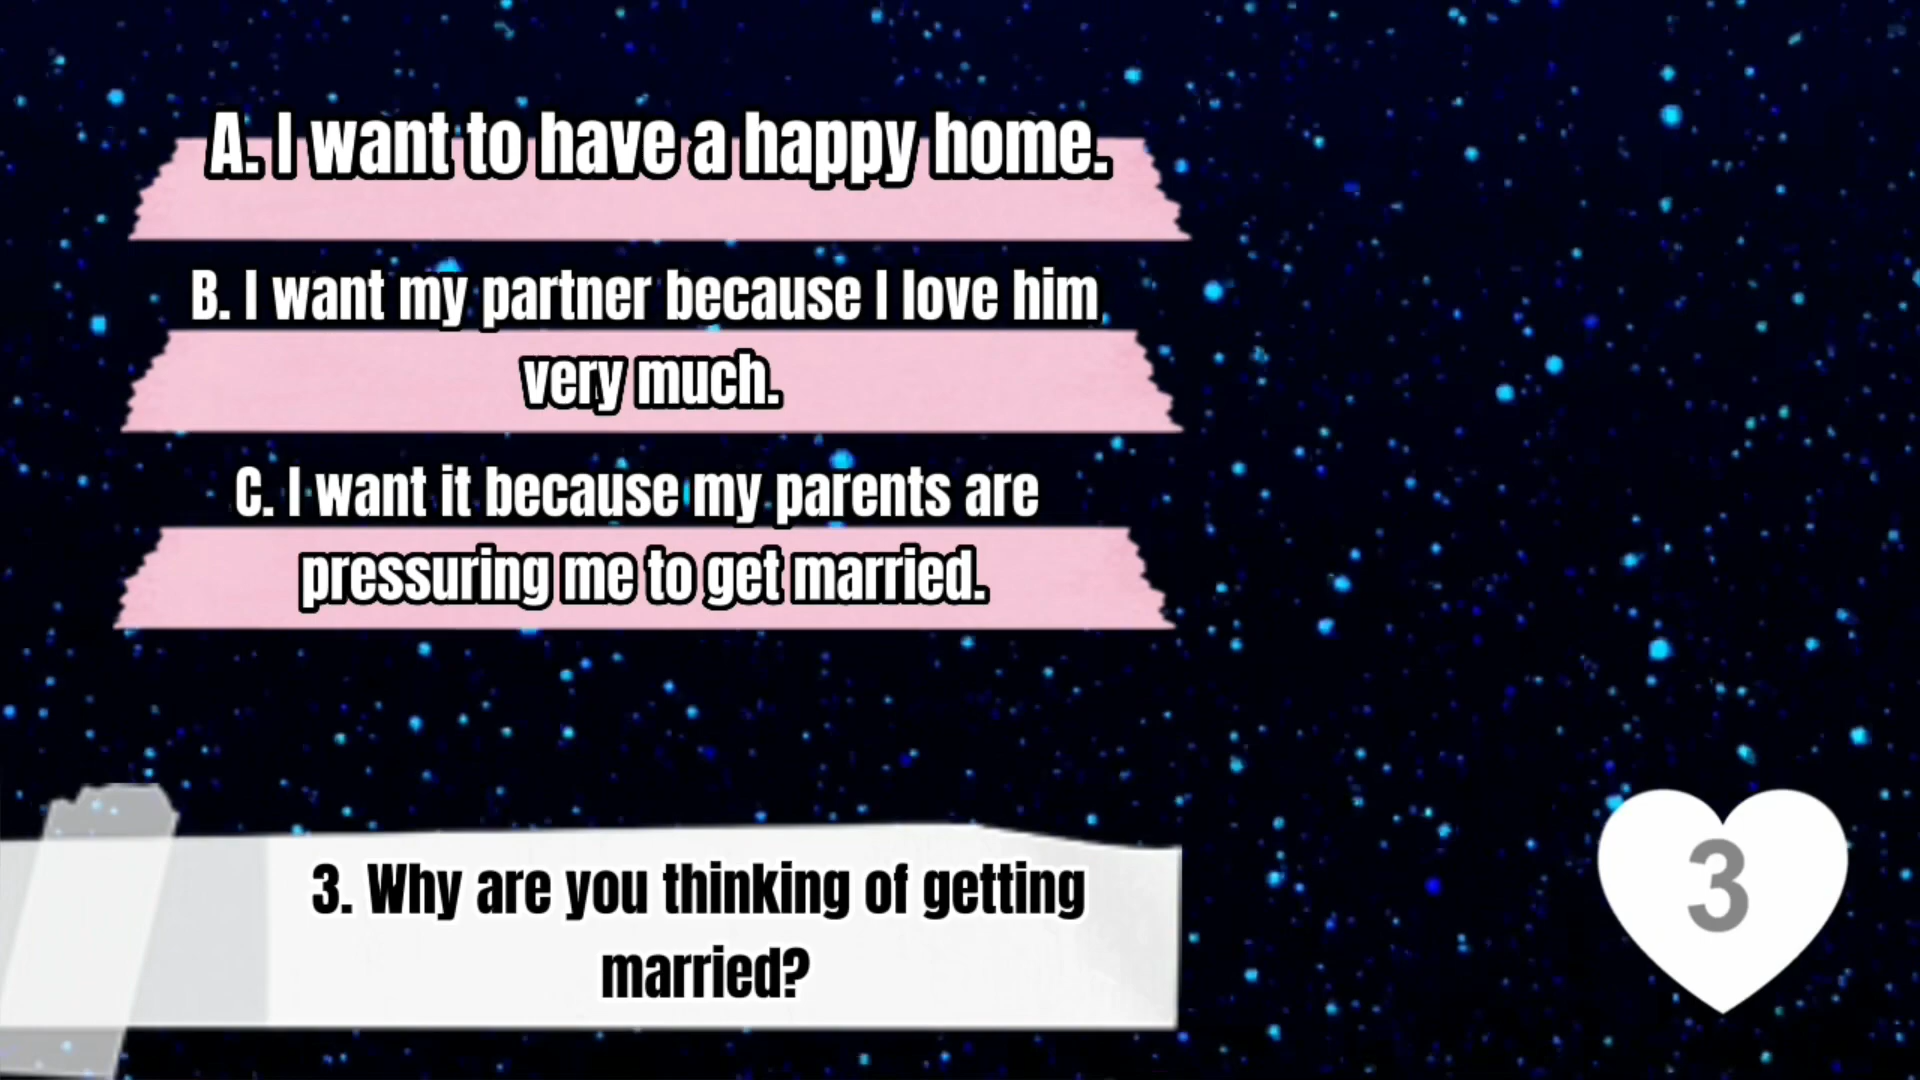 A. I want to have a happy home.
B. I want my partner because I love him
very much.
C. I want it because my parents are
pressuring me to get married.
3. Why are you thinking of getting
married?
3